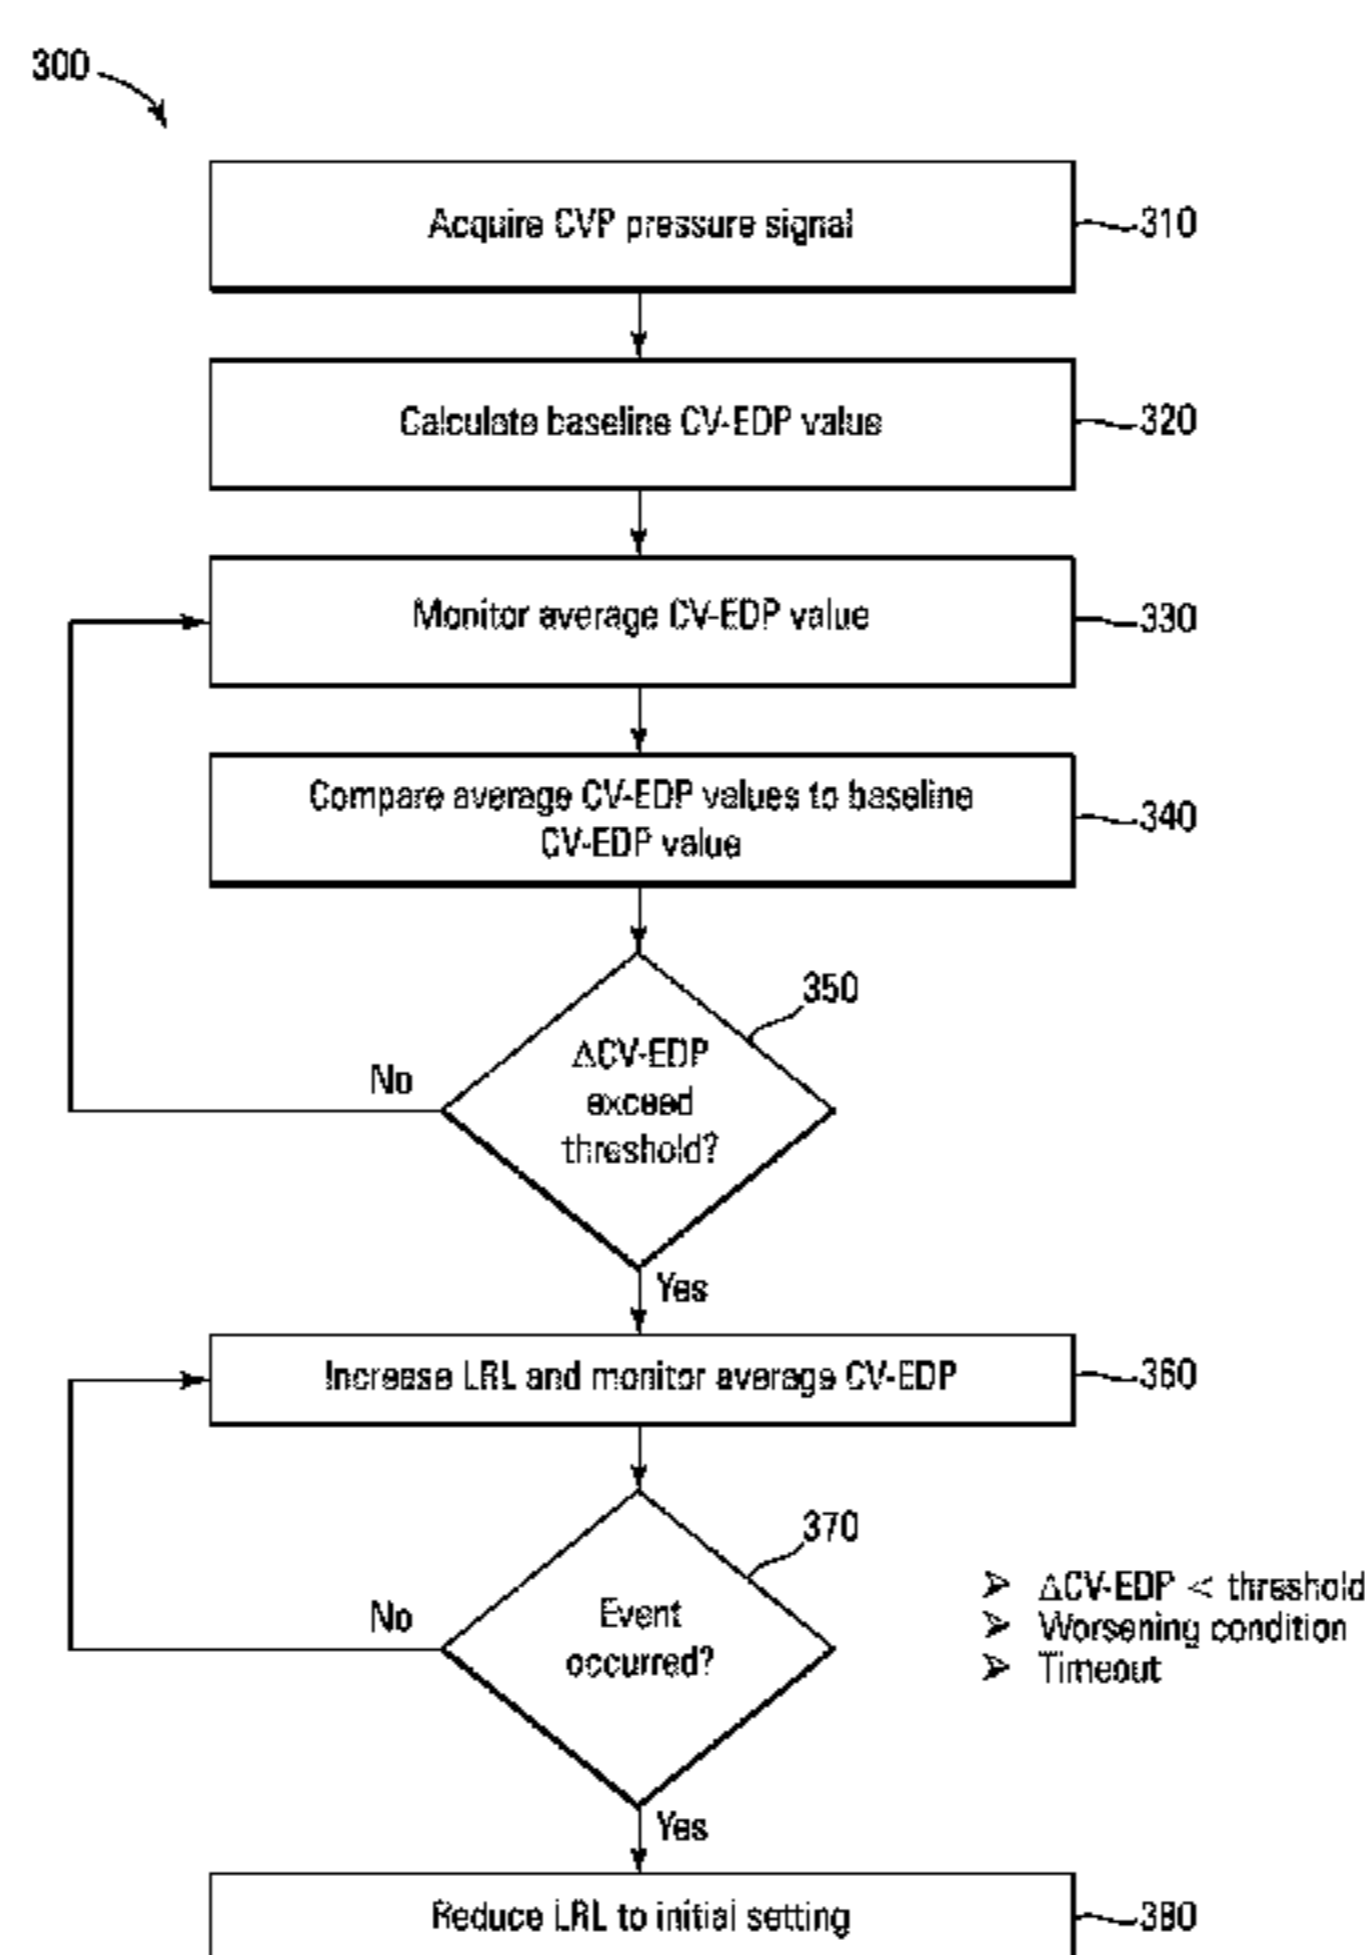 300
Acquire CVP pressure signal
310
Calculate baseline CV-EDP value
320
Monitor average CV-EDP value
330
Compare average CV-EDP values to baseline
CV-EDP value
340
350
ΔCV-EDP
exceed
threshold?
No
Yes
Increase LRL and monitor average CV-EDP
360
370
Event
occurred?
No
➤ ΔCV-EDP < threshold
➤ Worsening condition
➤ Timeout
Yes
Reduce LRL to initial setting
380